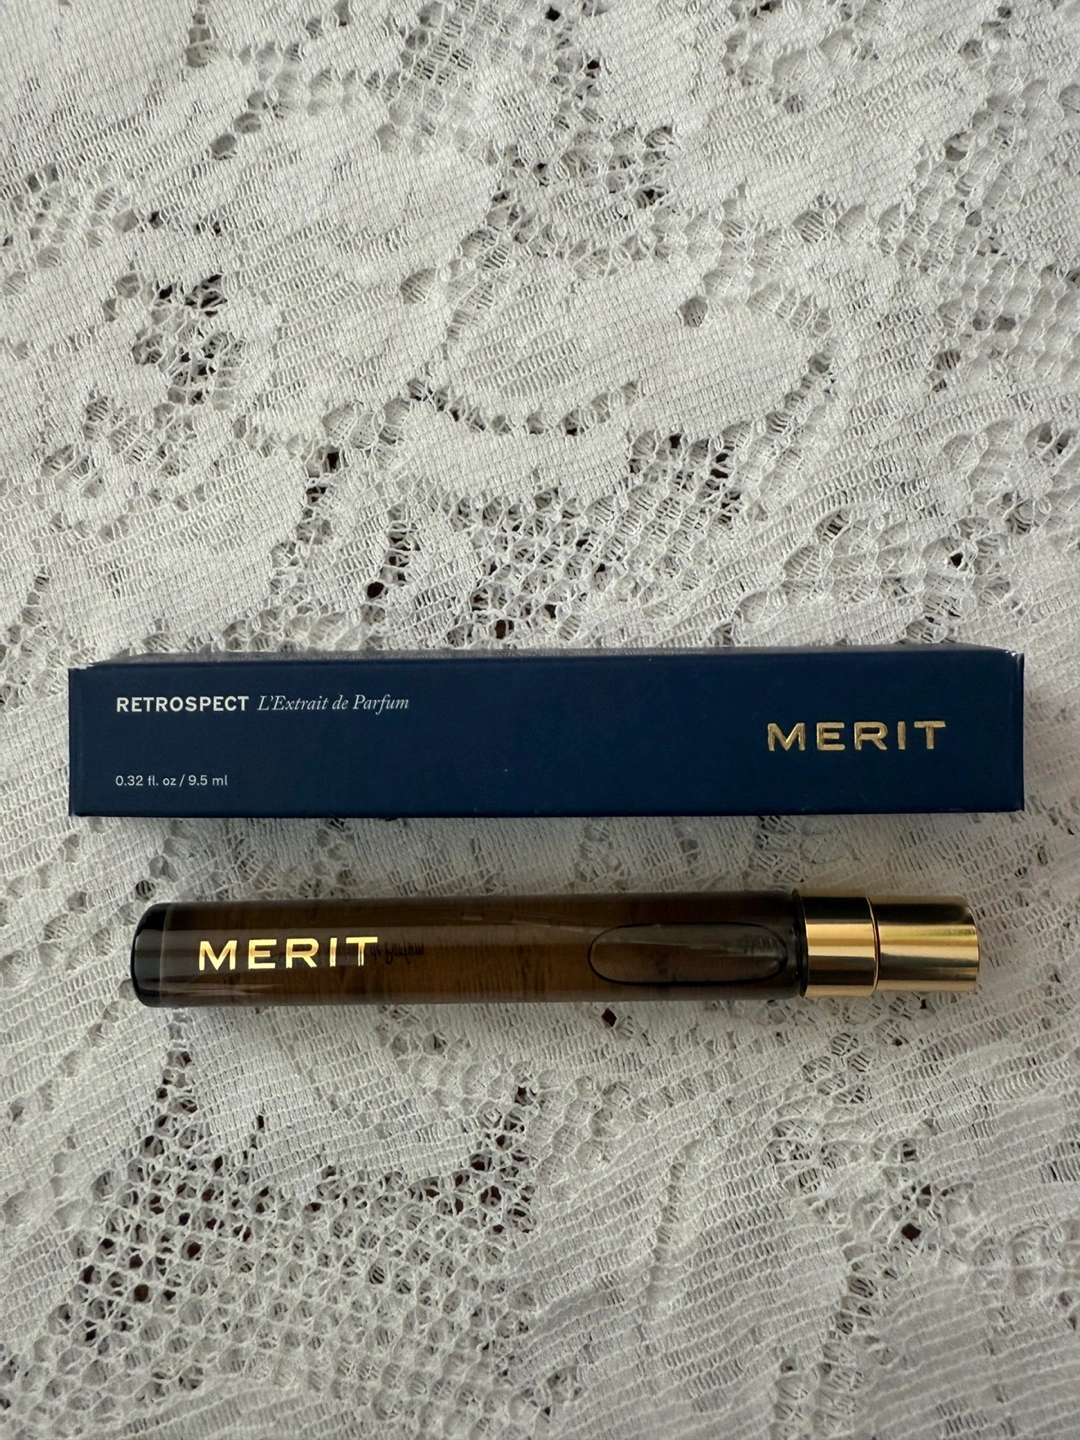 RETROSPECT L'Extrait de Parfum
MERIT
0.32 fl. oz / 9.5 ml
MERIT